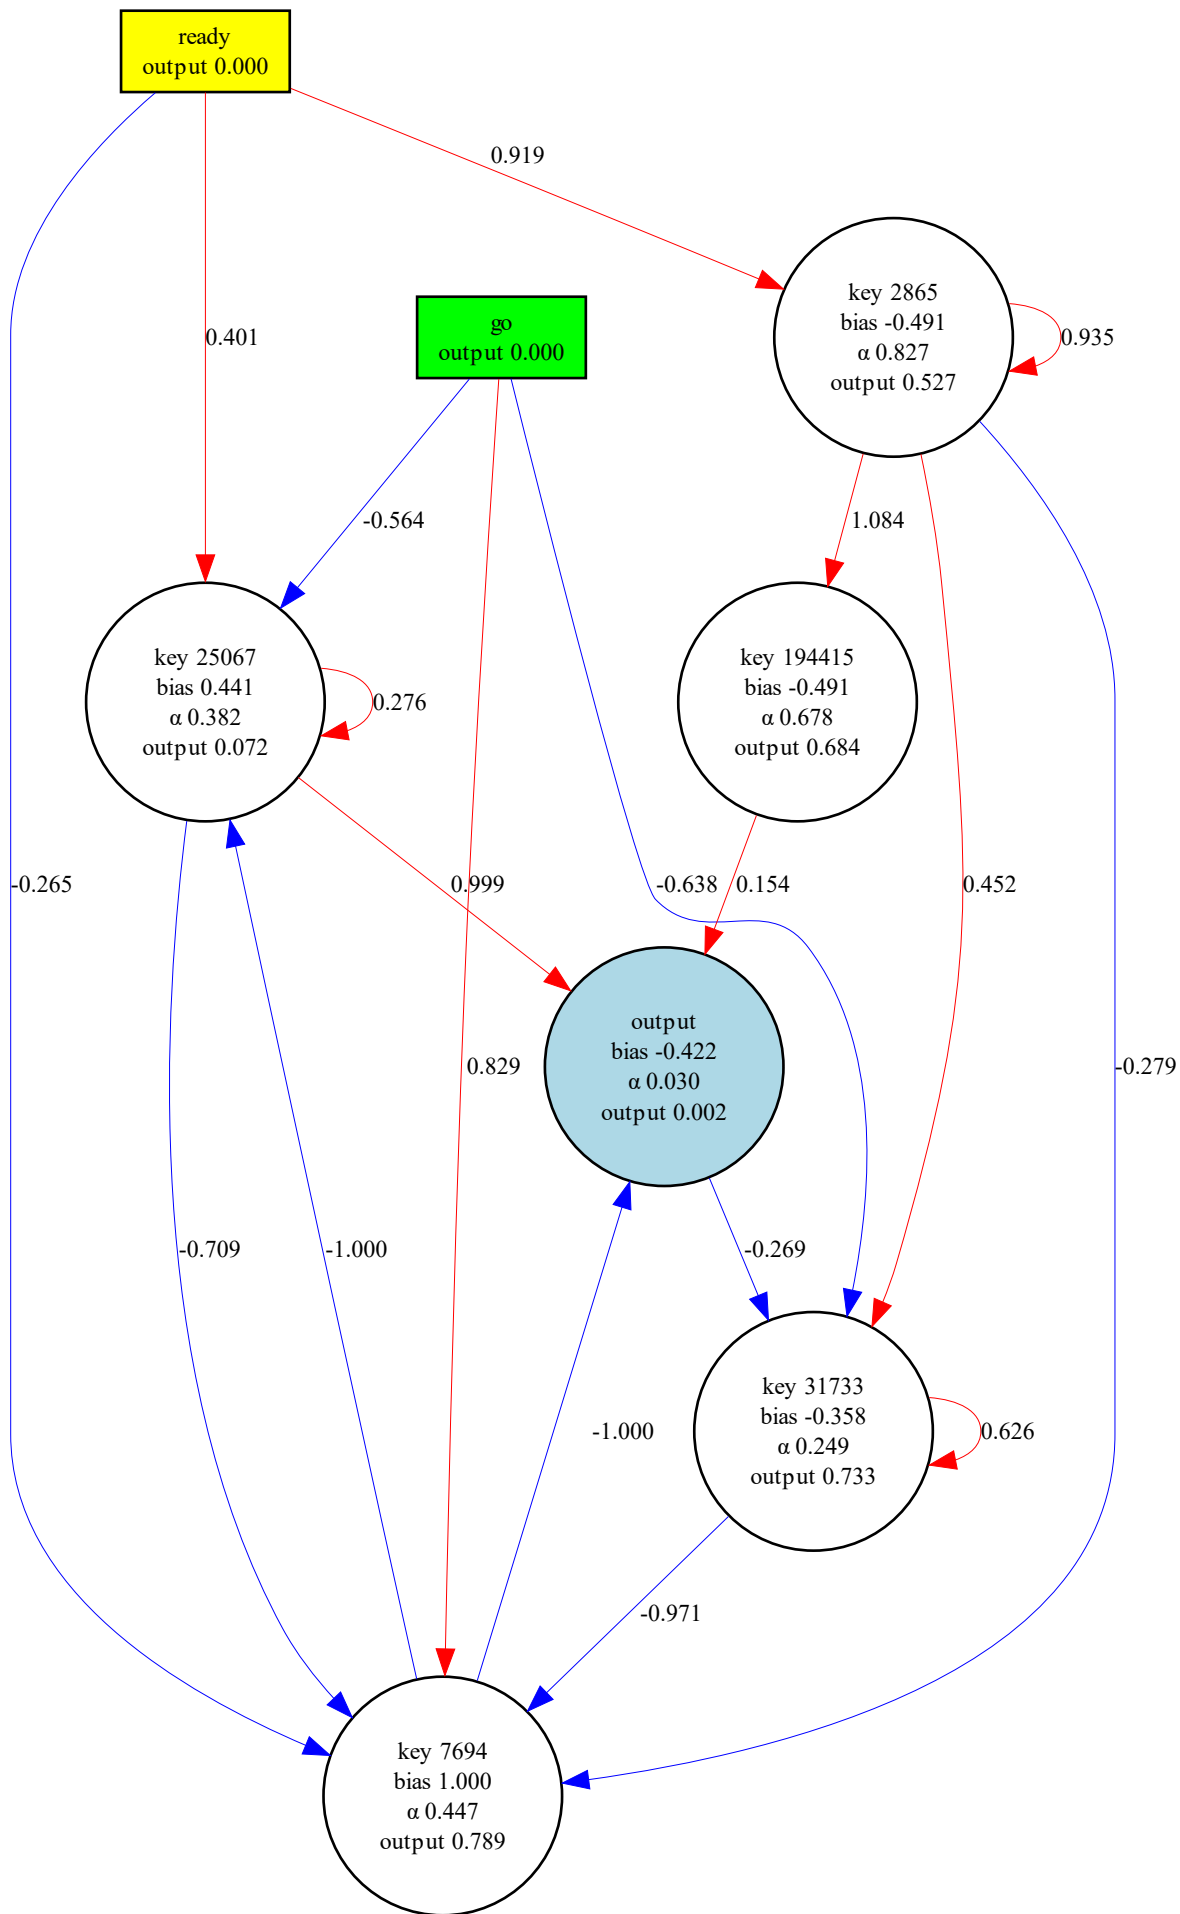 ready
output 0.000
0.919
key 2865
bias -0.491
α 0.827
output 0.527
0.935
go
output 0.000
0.401
-0.564
1.084
key 25067
bias 0.441
α 0.382
output 0.072
0.276
key 194415
bias -0.491
α 0.678
output 0.684
-0.265
0.999
-0.638
0.154
0.452
output
bias -0.422
α 0.030
output 0.002
0.829
-0.279
-0.709
-1.000
-0.269
key 31733
bias -0.358
α 0.249
output 0.733
0.626
-1.000
-0.971
key 7694
bias 1.000
α 0.447
output 0.789